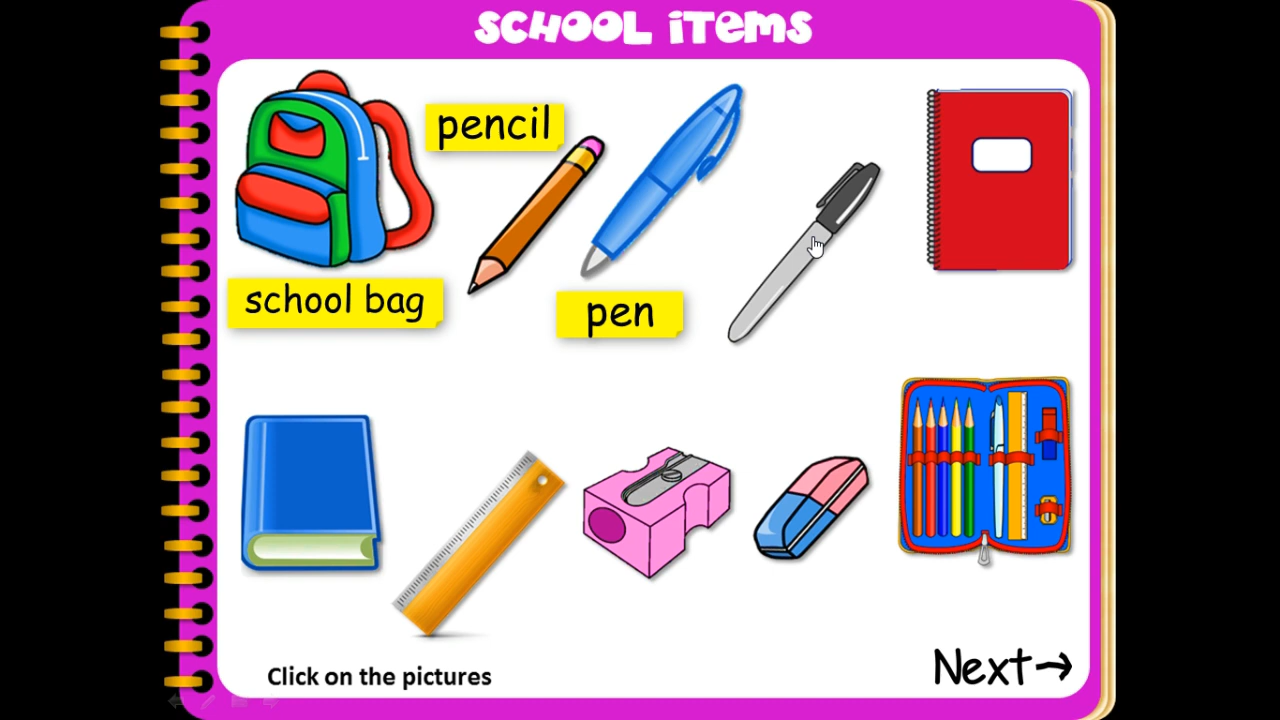 SCHOOL ITEMS
pencil
school bag
pen
Click on the pictures
Next→